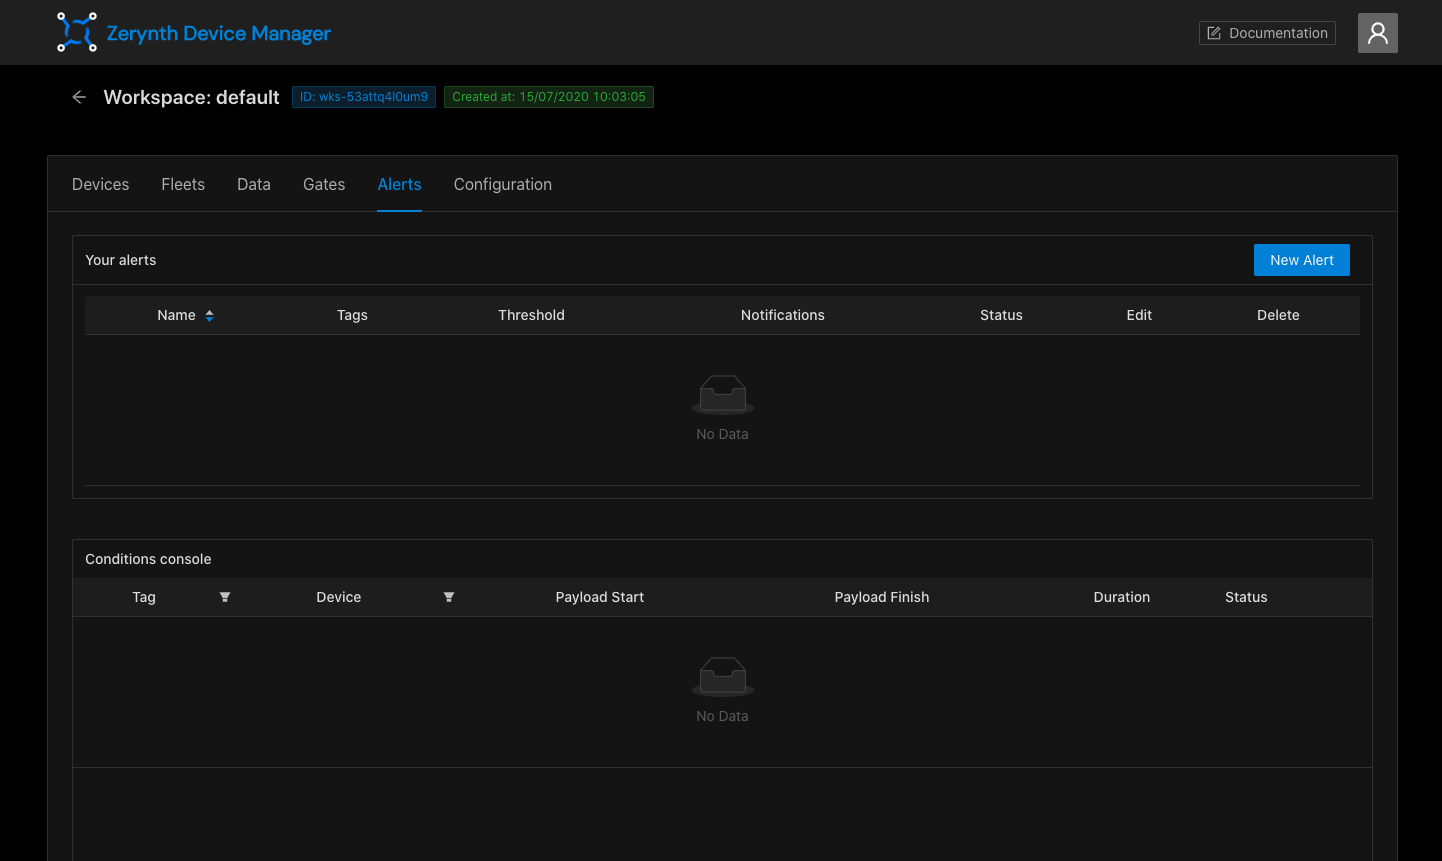 Zerynth Device Manager
Documentation
Workspace: default
ID: wks-53attq4l0um9
Created at: 15/07/2020 10:03:05
Devices Fleets Data Gates Alerts Configuration
Your alerts
New Alert
Name Tags Threshold Notifications Status Edit Delete
No Data
Conditions console
Tag Device Payload Start Payload Finish Duration Status
No Data